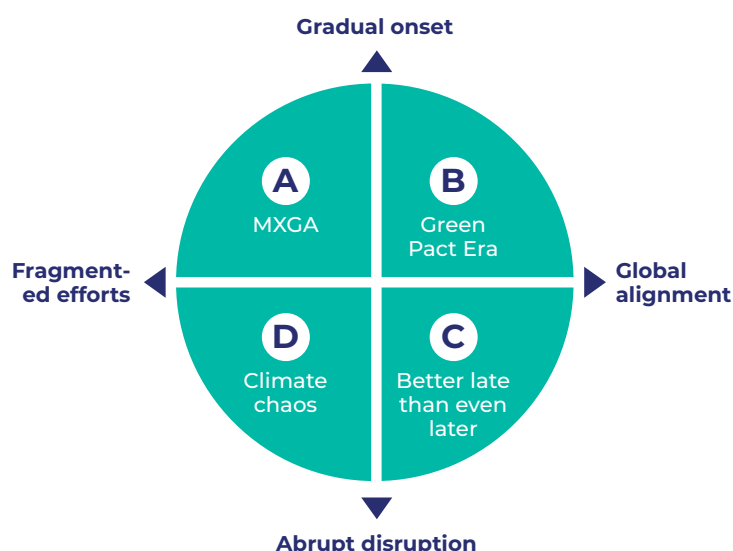 Gradual onset
A
MXGA
B
Green
Pact Era
Fragment-
ed efforts
Global
alignment
D
Climate
chaos
C
Better late
than even
later
Abrupt disruption